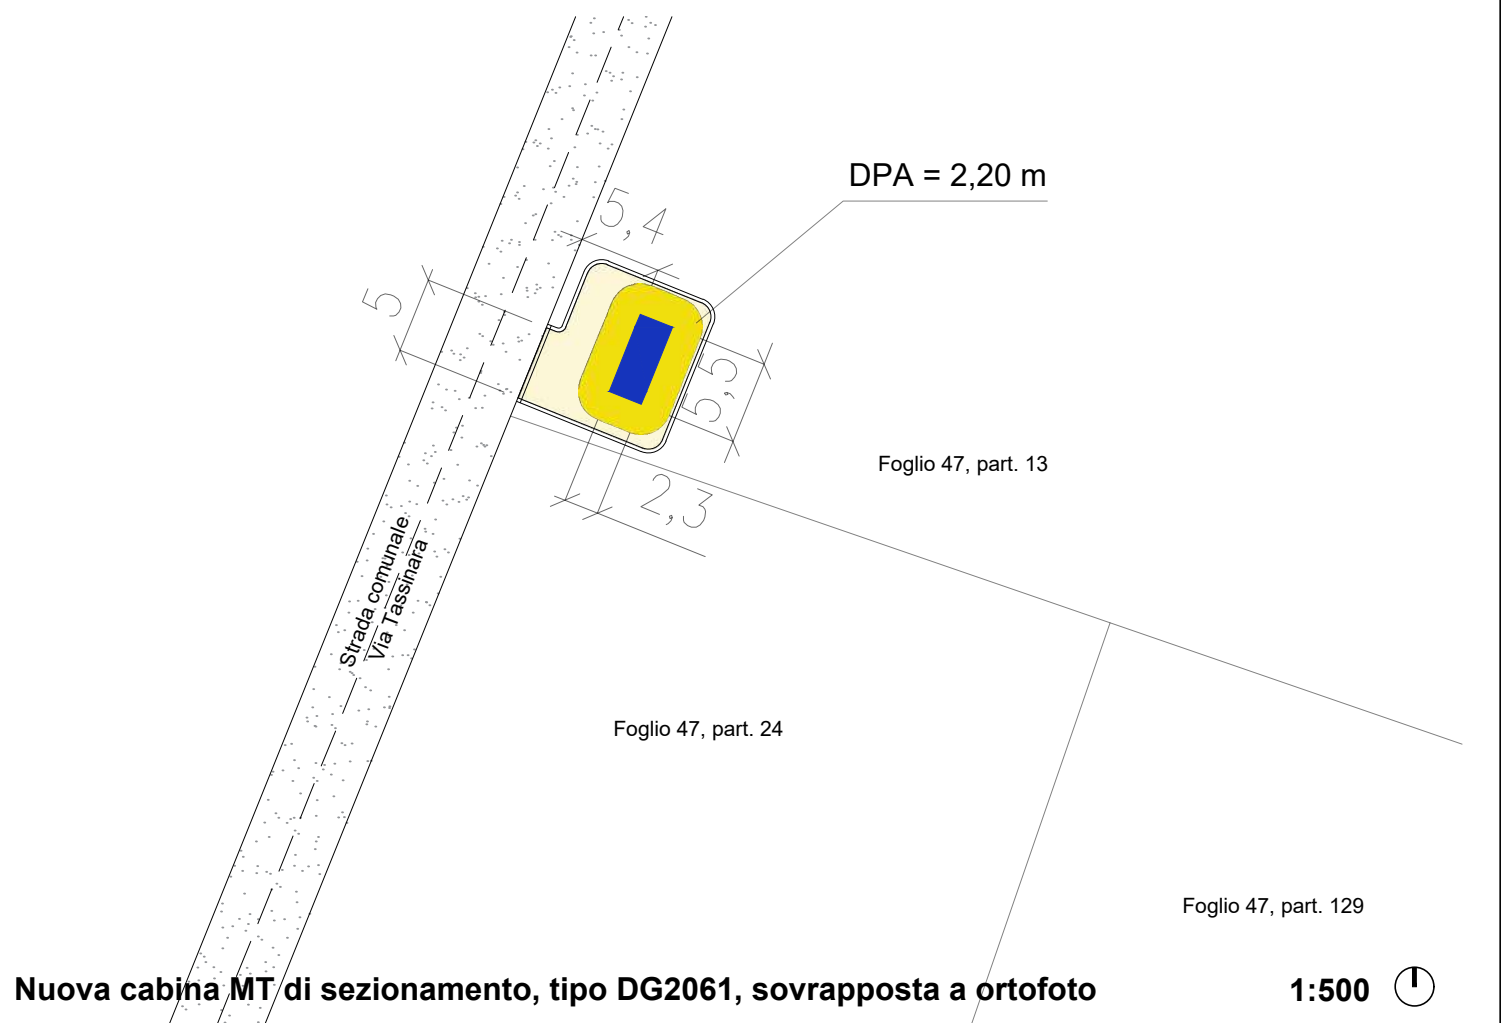 DPA = 2,20 m
5,4
5
5,5
2,3
Foglio 47, part. 13
Strada comunale
Via Tassinara
Foglio 47, part. 24
Foglio 47, part. 129
Nuova cabina MT di sezionamento, tipo DG2061, sovrapposta a ortofoto
1:500